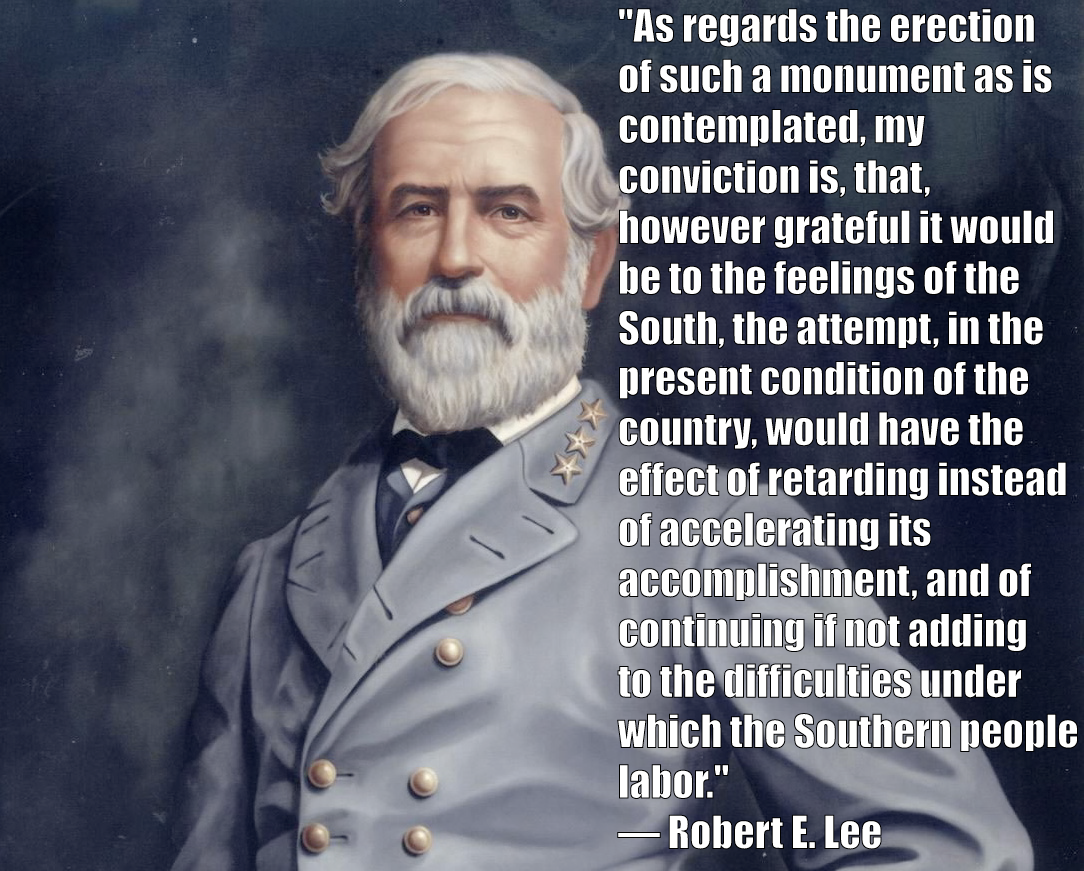 "As regards the erection
of such a monument as is
contemplated, my
conviction is, that,
however grateful it would
be to the feelings of the
South, the attempt, in the
present condition of the
country, would have the
effect of retarding instead
of accelerating its
accomplishment, and of
continuing if not adding
to the difficulties under
which the Southern people
labor."
— Robert E. Lee